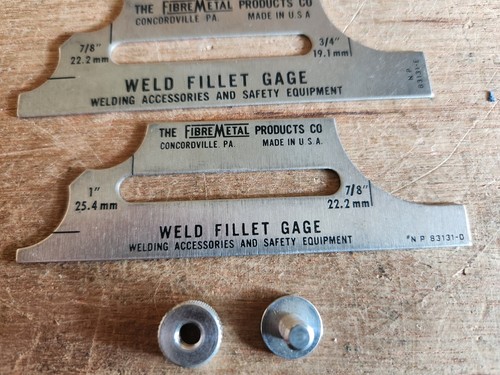 THE FIBREMETAL PRODUCTS CO
CONCORDVILLE PA. MADE IN U.S.A
7/8" 3/4"
22.2 mm 19.1 mm
WELD FILLET GAGE
WELDING ACCESSORIES AND SAFETY EQUIPMENT
N P 83131-E
THE FIBREMETAL PRODUCTS CO
CONCORDVILLE. PA. MADE IN U.S.A.
1" 7/8"
25.4 mm 22.2 mm
WELD FILLET GAGE
WELDING ACCESSORIES AND SAFETY EQUIPMENT
*N P 83131-D